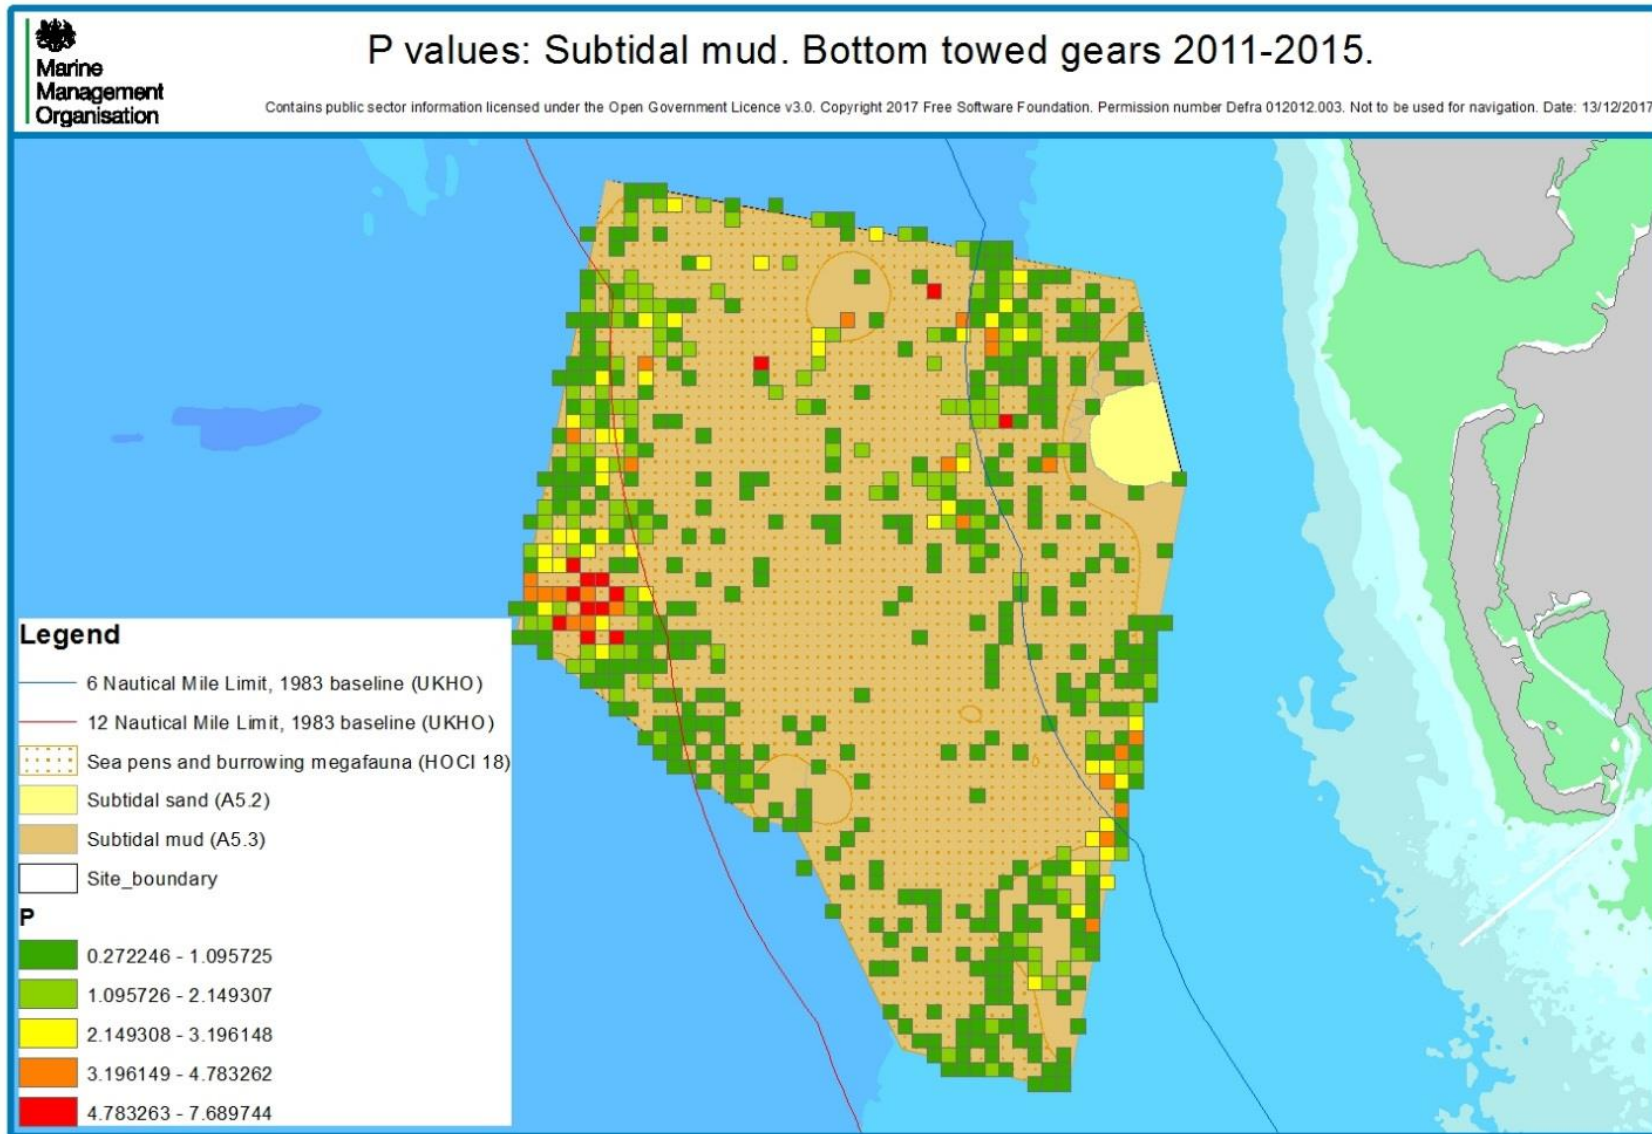 Marine
Management
Organisation
P values: Subtidal mud. Bottom towed gears 2011-2015.
Contains public sector information licensed under the Open Government Licence v3.0. Copyright 2017 Free Software Foundation. Permission number Defra 012012.003. Not to be used for navigation. Date: 13/12/2017
Legend
6 Nautical Mile Limit, 1983 baseline (UKHO)
12 Nautical Mile Limit, 1983 baseline (UKHO)
Sea pens and burrowing megafauna (HOCI 18)
Subtidal sand (A5.2)
Subtidal mud (A5.3)
Site_boundary
P
0.272246 - 1.095725
1.095726 - 2.149307
2.149308 - 3.196148
3.196149 - 4.783262
4.783263 - 7.689744